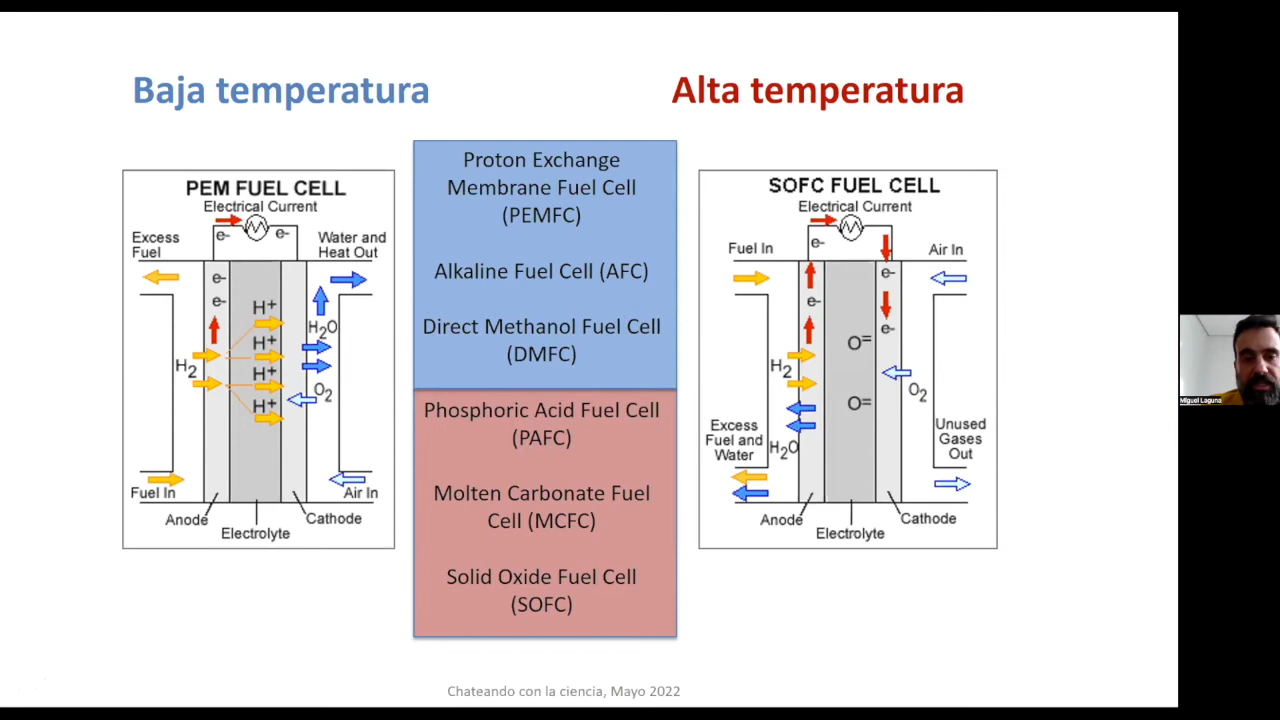 Baja temperatura
Alta temperatura
PEM FUEL CELL
Electrical Current
e-
e-
Excess
Fuel
Water and
Heat Out
e-
e-
H+
H+
H+
H+
H2O
H2
O2
Fuel In
Air In
Anode
Cathode
Electrolyte
Proton Exchange
Membrane Fuel Cell
(PEMFC)
Alkaline Fuel Cell (AFC)
Direct Methanol Fuel Cell
(DMFC)
Phosphoric Acid Fuel Cell
(PAFC)
Molten Carbonate Fuel
Cell (MCFC)
Solid Oxide Fuel Cell
(SOFC)
SOFC FUEL CELL
Electrical Current
e-
Fuel In
Air In
e-
e-
e-
O=
H2
O2
O=
Excess
Fuel and
Water
H2O
Unused
Gases
Out
Anode
Cathode
Electrolyte
Miguel Laguna
Chateando con la ciencia, Mayo 2022